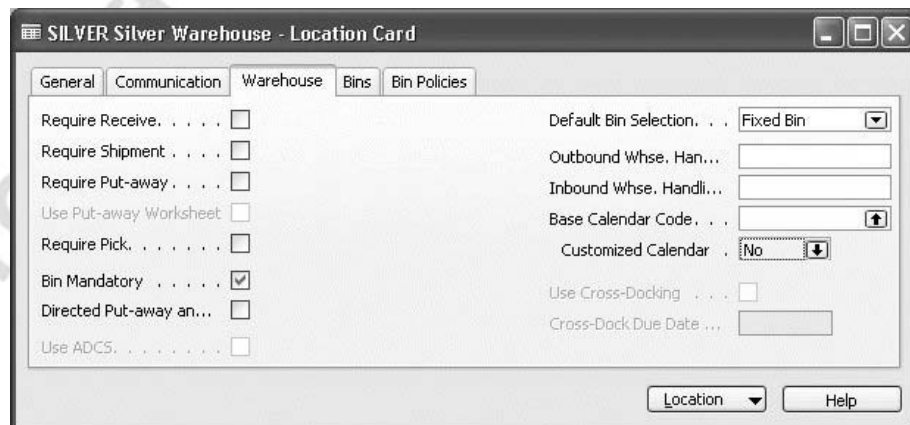 SILVER Silver Warehouse - Location Card
General Communication Warehouse Bins Bin Policies
Require Receive. . . . .
Require Shipment . . . .
Require Put-away . . . .
Use Put-away Worksheet
Require Pick. . . . . . .
Bin Mandatory . . . . .
Directed Put-away an...
Use ADCS. . . . . . . .
Default Bin Selection. . . Fixed Bin
Outbound Whse. Han...
Inbound Whse. Handli...
Base Calendar Code. . .
Customized Calendar . No
Use Cross-Docking . . .
Cross-Dock Due Date ...
Location Help